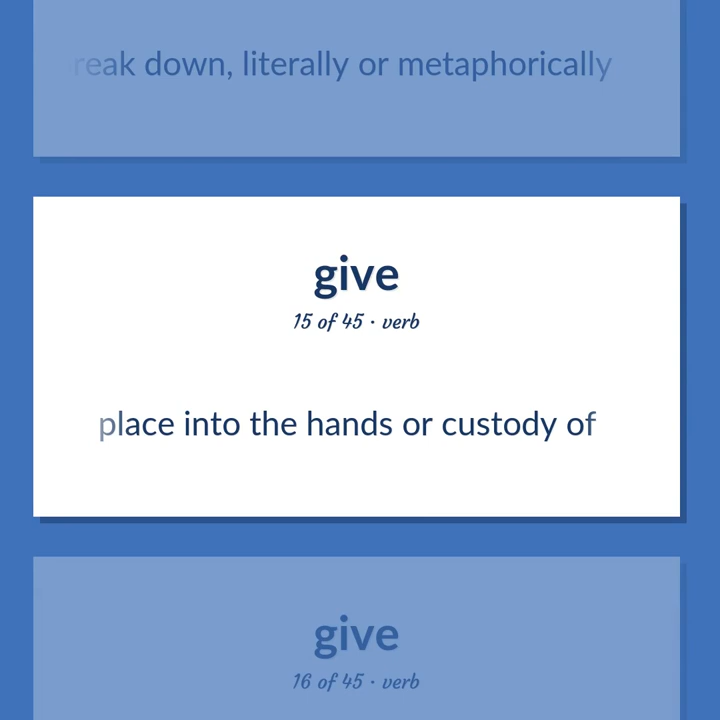 break down, literally or metaphorically
give
15 of 45 · verb
place into the hands or custody of
give
16 of 45 · verb